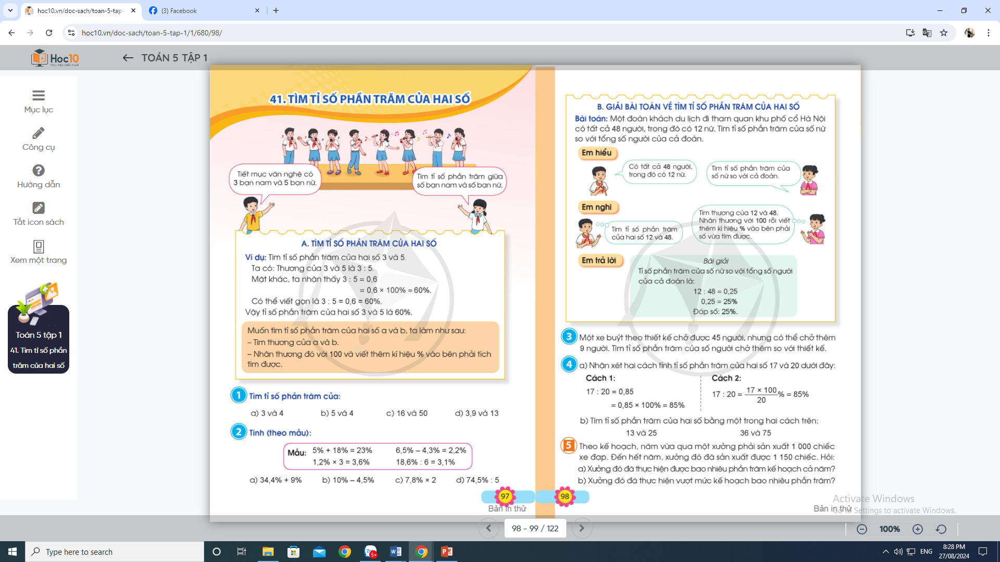 hoc10.vn/doc-sach/toan-5-tap-
(3) Facebook
hoc10.vn/doc-sach/toan-5-tap-1/1/680/98/
Hoc10
Học một biết mười
TOÁN 5 TẬP 1
Mục lục
Công cụ
Hướng dẫn
Tắt icon sách
Xem một trang
Toán 5 tập 1
41. Tìm tỉ số phần
trăm của hai số
41. TÌM TỈ SỐ PHẦN TRĂM CỦA HAI SỐ
Tiết mục văn nghệ có
3 bạn nam và 5 bạn nữ.
Tìm tỉ số phần trăm giữa
số bạn nam và số bạn nữ.
A. TÌM TỈ SỐ PHẦN TRĂM CỦA HAI SỐ
Ví dụ: Tìm tỉ số phần trăm của hai số 3 và 5.
Ta có: Thương của 3 và 5 là 3 : 5.
Mặt khác, ta nhận thấy 3 : 5 = 0,6
= 0,6 × 100% = 60%.
Có thể viết gọn là 3 : 5 = 0,6 = 60%.
Vậy tỉ số phần trăm của hai số 3 và 5 là 60%.
Muốn tìm tỉ số phần trăm của hai số a và b, ta làm như sau:
– Tìm thương của a và b.
– Nhân thương đó với 100 và viết thêm kí hiệu % vào bên phải tích
tìm được.
1 Tìm tỉ số phần trăm của:
a) 3 và 4 b) 5 và 4 c) 16 và 50 d) 3,9 và 13
2 Tính (theo mẫu):
Mẫu: 5% + 18% = 23% 6,5% – 4,3% = 2,2%
1,2% × 3 = 3,6% 18,6% : 6 = 3,1%
a) 34,4% + 9% b) 10% – 4,5% c) 7,8% × 2 d) 74,5% : 5
97
Bản in thử
B. GIẢI BÀI TOÁN VỀ TÌM TỈ SỐ PHẦN TRĂM CỦA HAI SỐ
Bài toán: Một đoàn khách du lịch đi tham quan khu phố cổ Hà Nội
có tất cả 48 người, trong đó có 12 nữ. Tìm tỉ số phần trăm của số nữ
so với tổng số người của cả đoàn.
Em hiểu
Có tất cả 48 người,
trong đó có 12 nữ.
Tìm tỉ số phần trăm của
số nữ so với cả đoàn.
Em nghĩ
Tìm tỉ số phần trăm
của hai số 12 và 48.
Tìm thương của 12 và 48.
Nhân thương với 100 rồi viết
thêm kí hiệu % vào bên phải
số vừa tìm được.
Em trả lời
Bài giải
Tỉ số phần trăm của số nữ so với tổng số người
của cả đoàn là:
12 : 48 = 0,25
0,25 = 25%
Đáp số: 25%.
3 Một xe buýt theo thiết kế chở được 45 người, nhưng có thể chở thêm
9 người. Tìm tỉ số phần trăm của số người chở thêm so với thiết kế.
4 a) Nhận xét hai cách tính tỉ số phần trăm của hai số 17 và 20 dưới đây:
Cách 1: Cách 2:
17 : 20 = 0,85
= 0,85 × 100% = 85%
17 : 20 = 17 × 100 / 20 % = 85%
b) Tìm tỉ số phần trăm của hai số bằng một trong hai cách trên:
13 và 25 36 và 75
5 Theo kế hoạch, năm vừa qua một xưởng phải sản xuất 1 000 chiếc
xe đạp. Đến hết năm, xưởng đó đã sản xuất được 1 150 chiếc. Hỏi:
a) Xưởng đó đã thực hiện được bao nhiêu phần trăm kế hoạch cả năm?
b) Xưởng đó đã thực hiện vượt mức kế hoạch bao nhiêu phần trăm?
98
Bản in thử
Activate Windows
Go to Settings to activate Windows.
98 - 99 / 122
100%
Type here to search
Zalo
5+
ENG
8:28 PM
27/08/2024